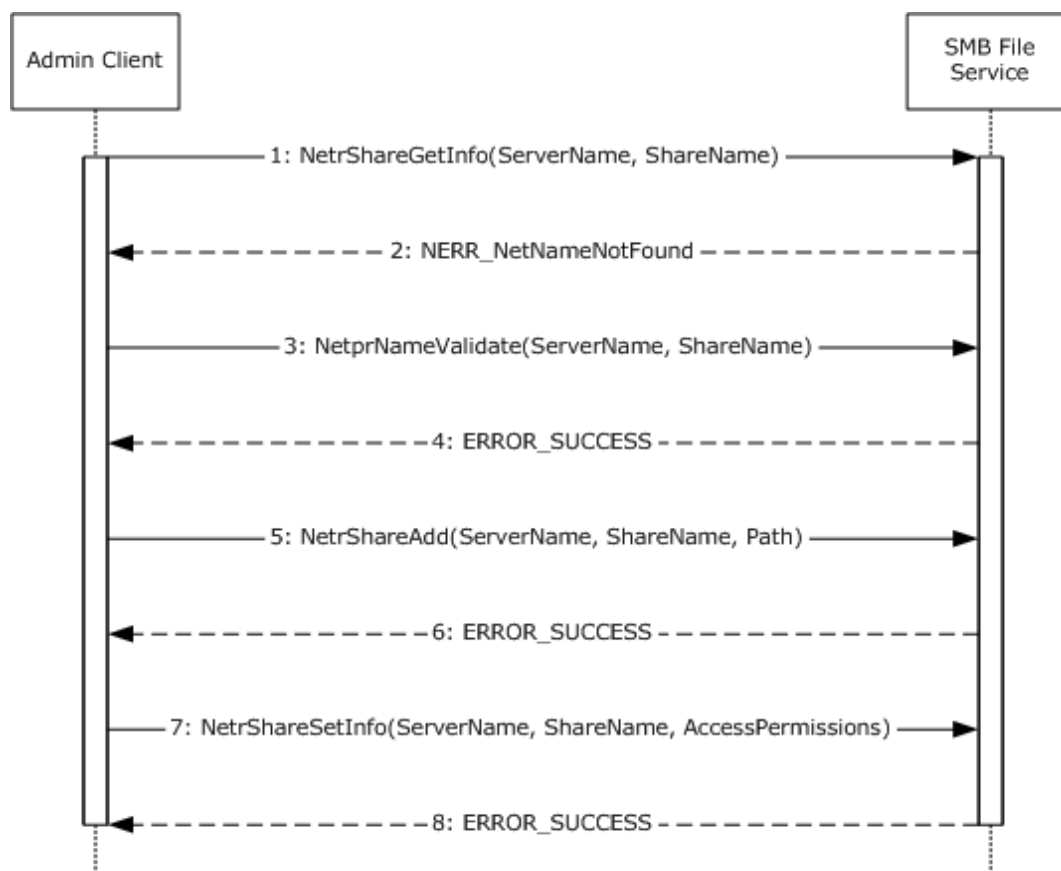 Admin Client
SMB File
Service
1: NetrShareGetInfo(ServerName, ShareName)
2: NERR_NetNameNotFound
3: NetprNameValidate(ServerName, ShareName)
4: ERROR_SUCCESS
5: NetrShareAdd(ServerName, ShareName, Path)
6: ERROR_SUCCESS
7: NetrShareSetInfo(ServerName, ShareName, AccessPermissions)
8: ERROR_SUCCESS